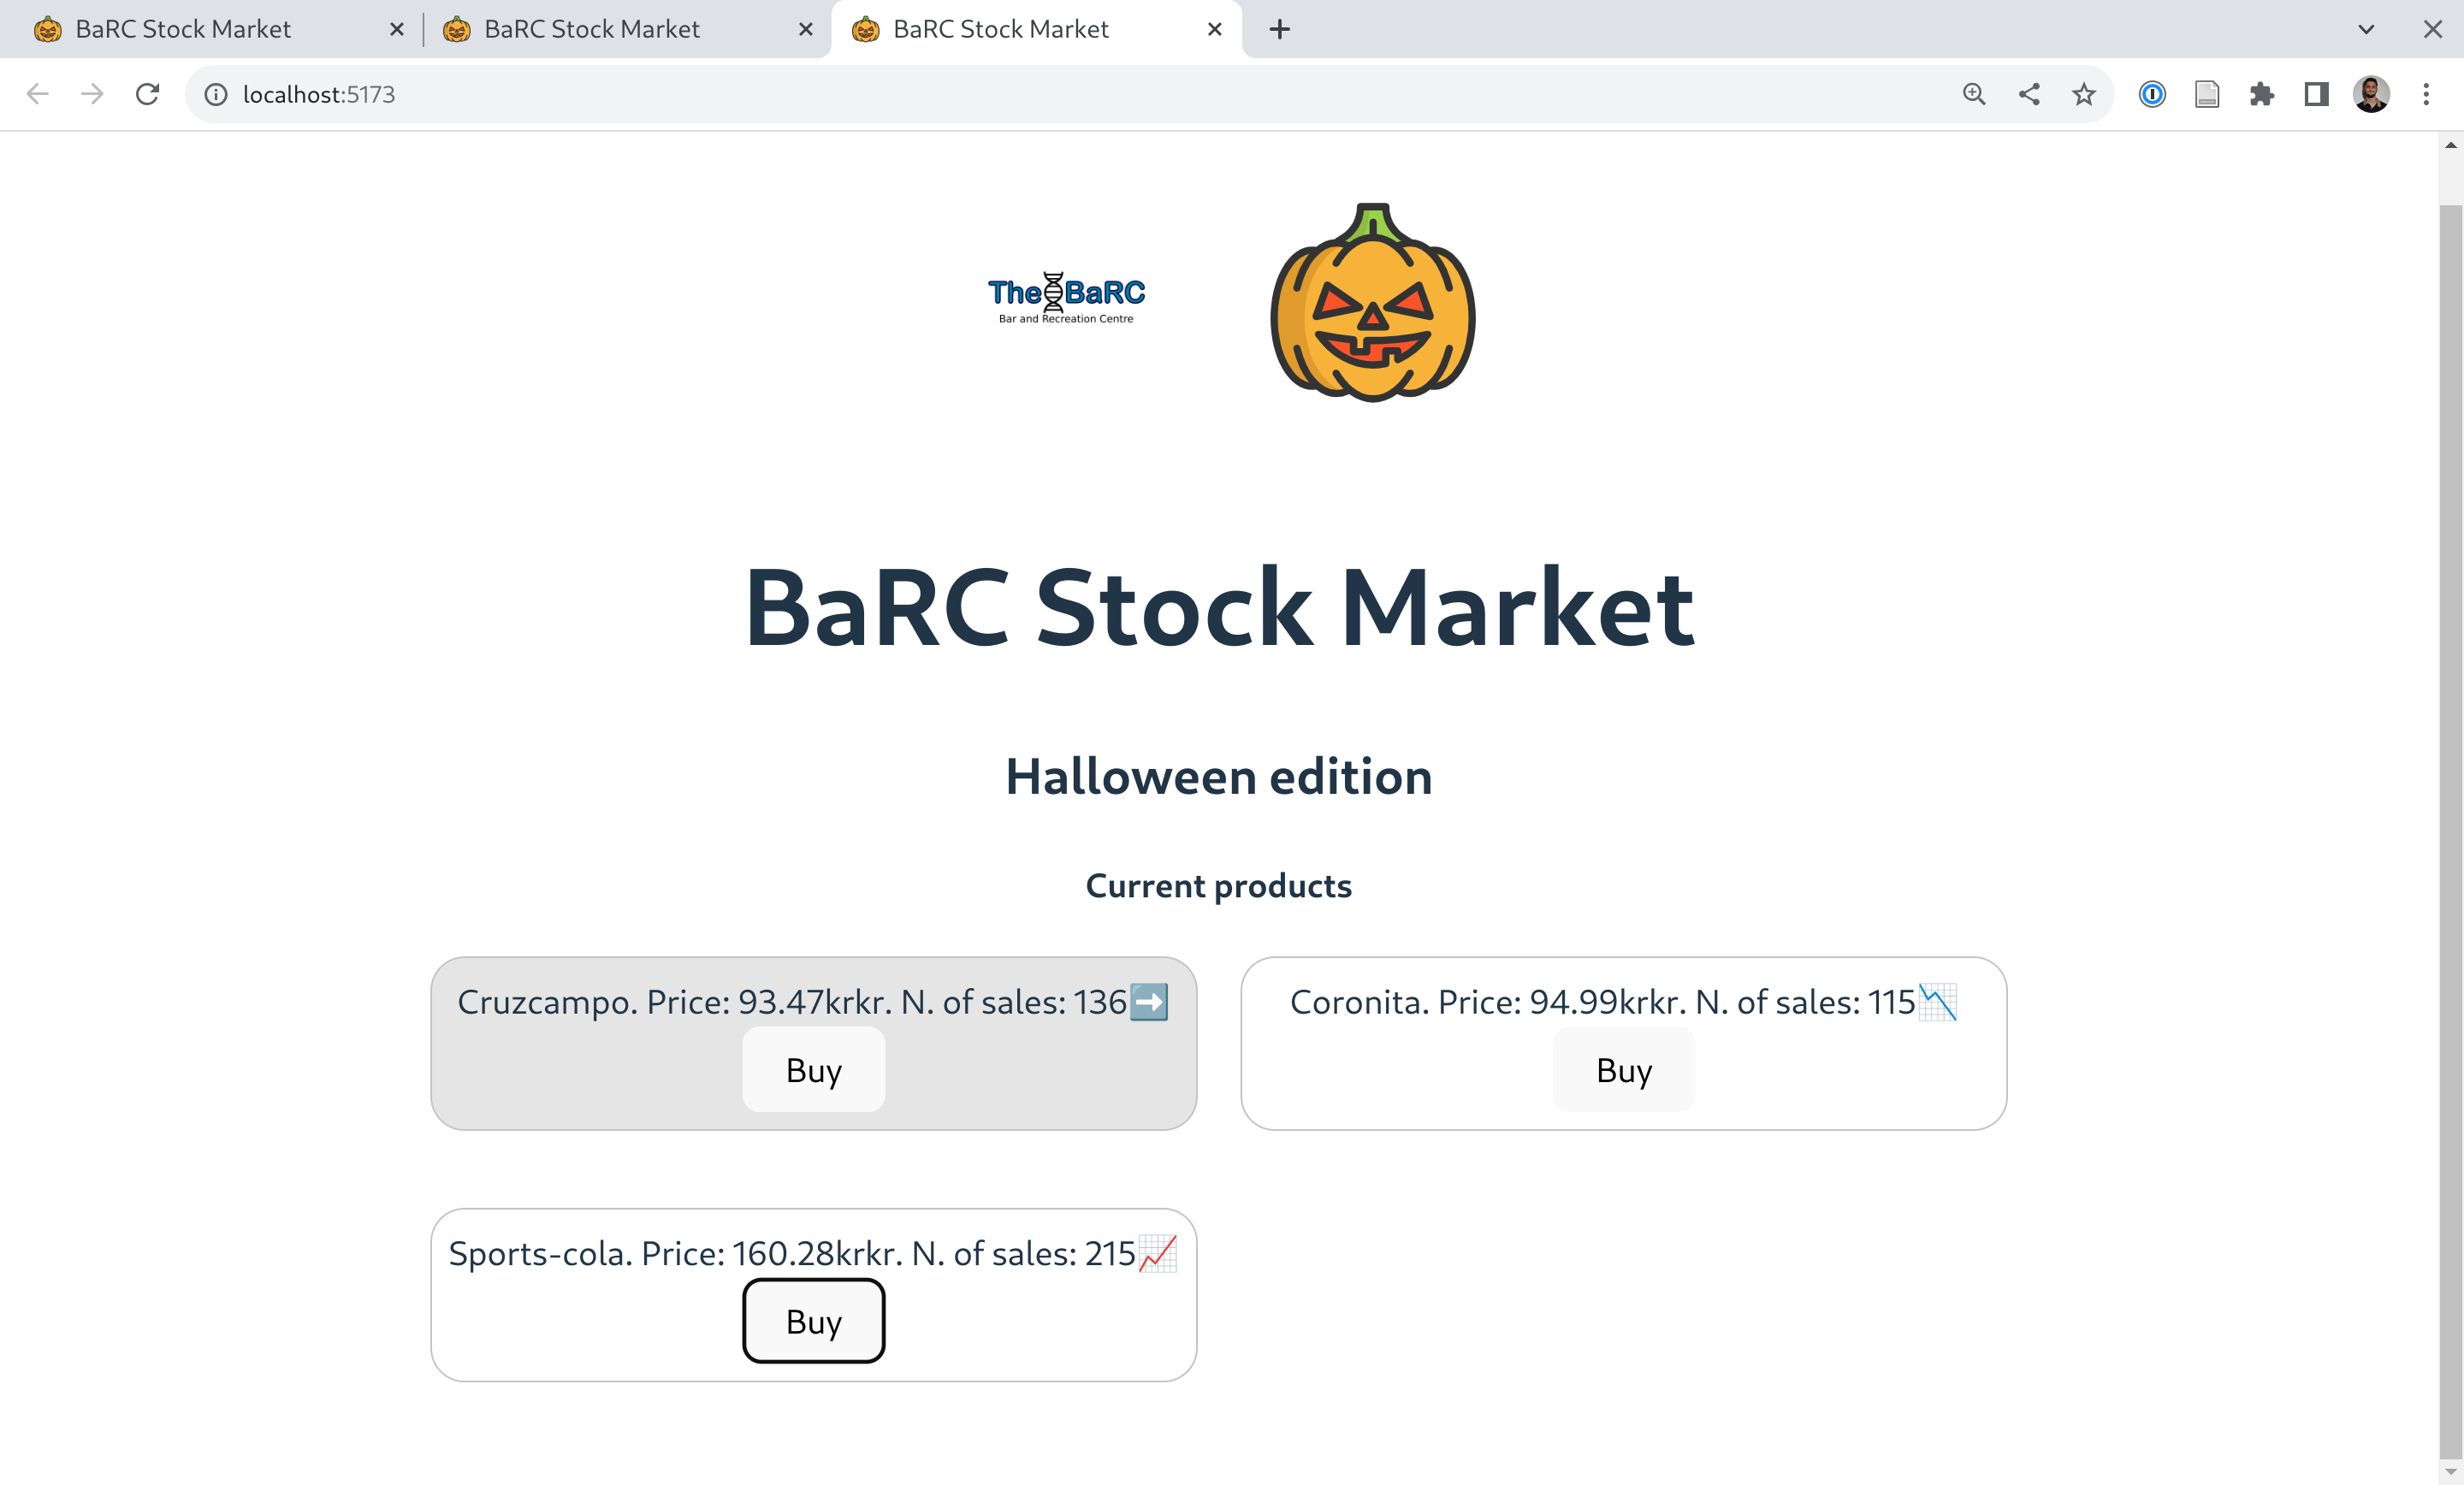 BaRC Stock Market
BaRC Stock Market
BaRC Stock Market
localhost:5173
The BaRC
Bar and Recreation Centre
BaRC Stock Market
Halloween edition
Current products
Cruzcampo. Price: 93.47krkr. N. of sales: 136➡️
Buy
Coronita. Price: 94.99krkr. N. of sales: 115📉
Buy
Sports-cola. Price: 160.28krkr. N. of sales: 215📈
Buy